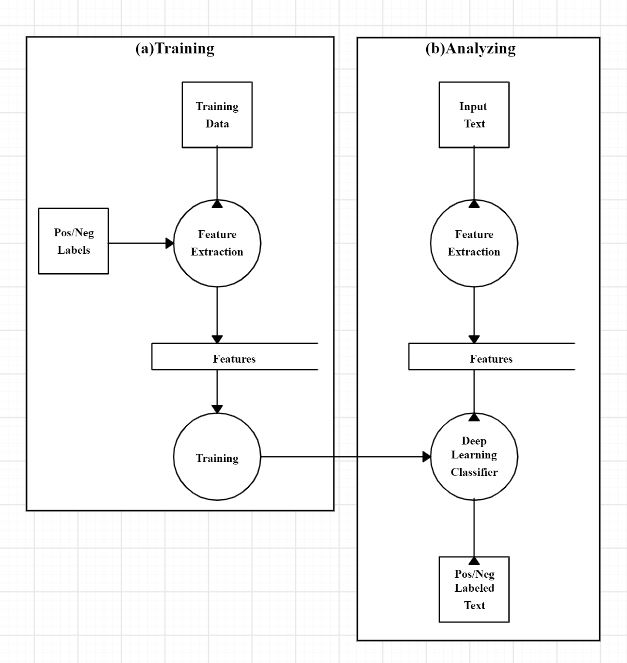 (a)Training
Training
Data
Pos/Neg
Labels
Feature
Extraction
Features
Training
(b)Analyzing
Input
Text
Feature
Extraction
Features
Deep
Learning
Classifier
Pos/Neg
Labeled
Text